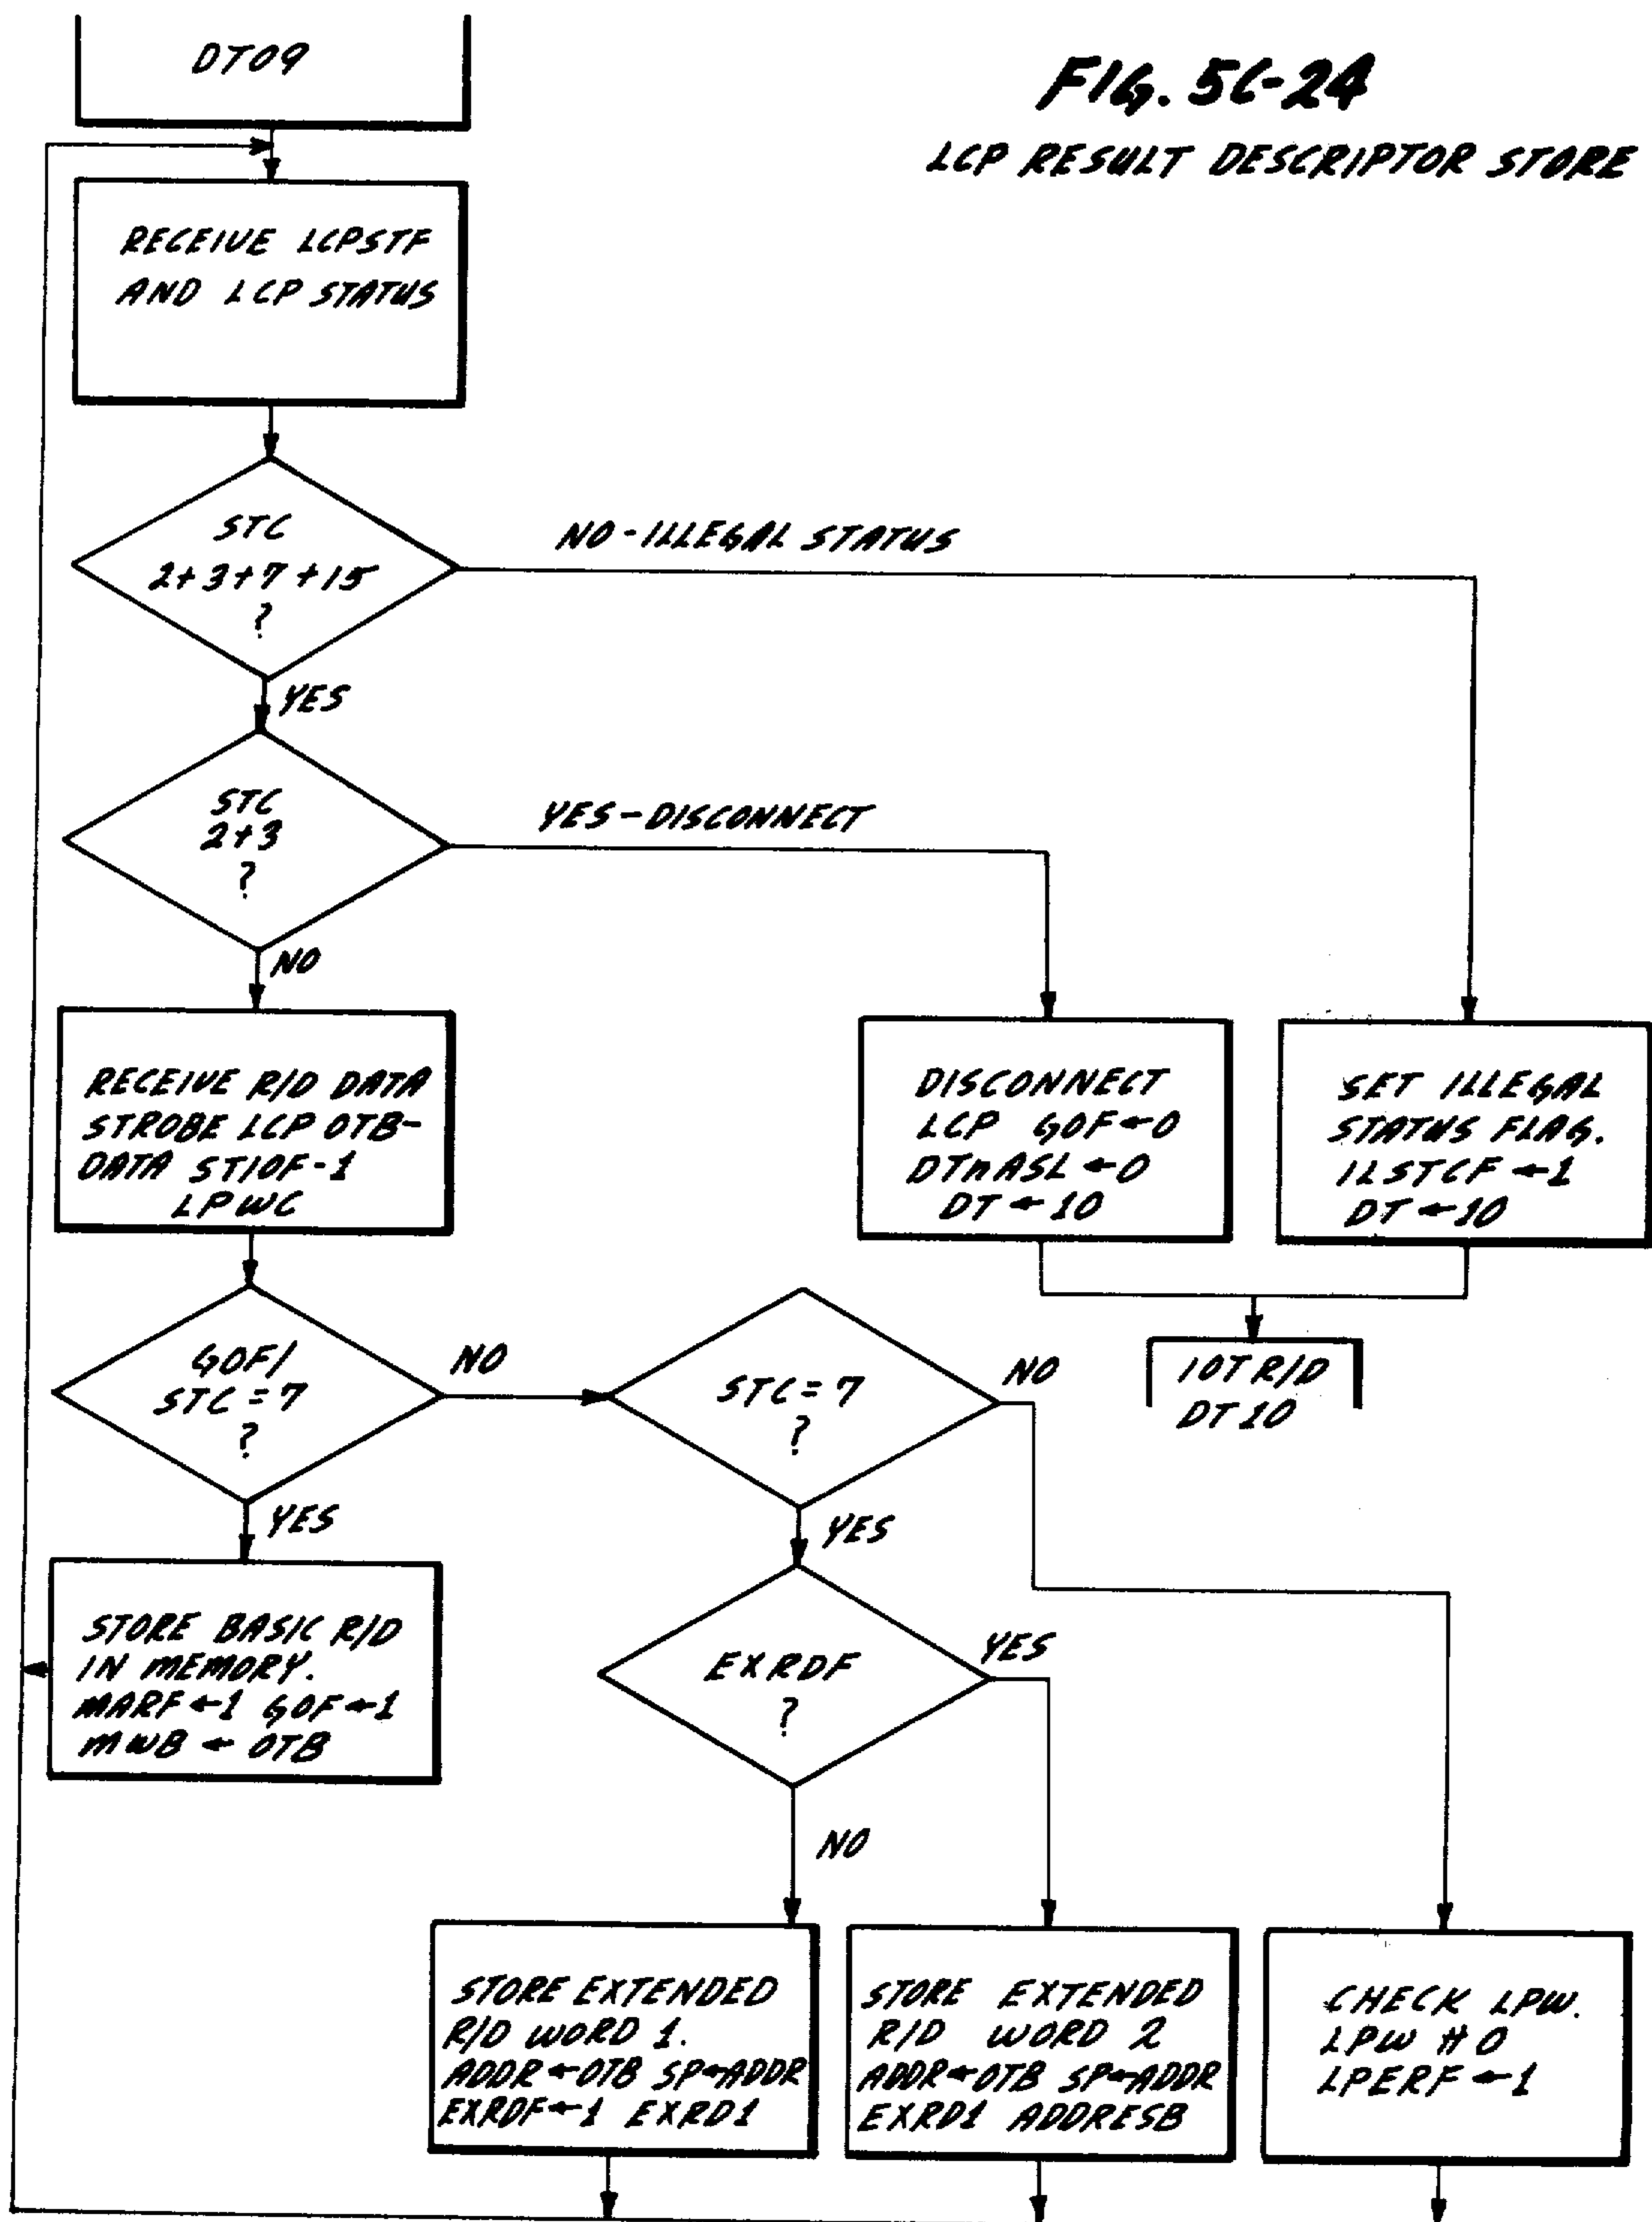 DT09
FIG. 5C-2A
LCP RESULT DESCRIPTOR STORE
RECEIVE LCPSTF
AND LCP STATUS
STC
2+3+7+15
?
NO-ILLEGAL STATUS
YES
STC
2+3
?
YES-DISCONNECT
NO
RECEIVE R/D DATA
STROBE LCP OTB-
DATA STIOF-1
LPWC
DISCONNECT
LCP GOF←0
DTnASL←0
DT←10
SET ILLEGAL
STATUS FLAG.
ILSTCF←1
DT←10
GOF/
STC=7
?
NO
STC=7
?
NO
IOT R/D
DT10
YES
YES
STORE BASIC R/D
IN MEMORY.
MARF←1 GOF←1
MWB←OTB
EXRDF
?
YES
NO
STORE EXTENDED
R/D WORD 1.
ADDR←OTB SP←ADDR
EXRDF←1 EXRD1
STORE EXTENDED
R/D WORD 2
ADDR←OTB SP←ADDR
EXRD1 ADDRESB
CHECK LPW.
LPW #0
LPERF←1